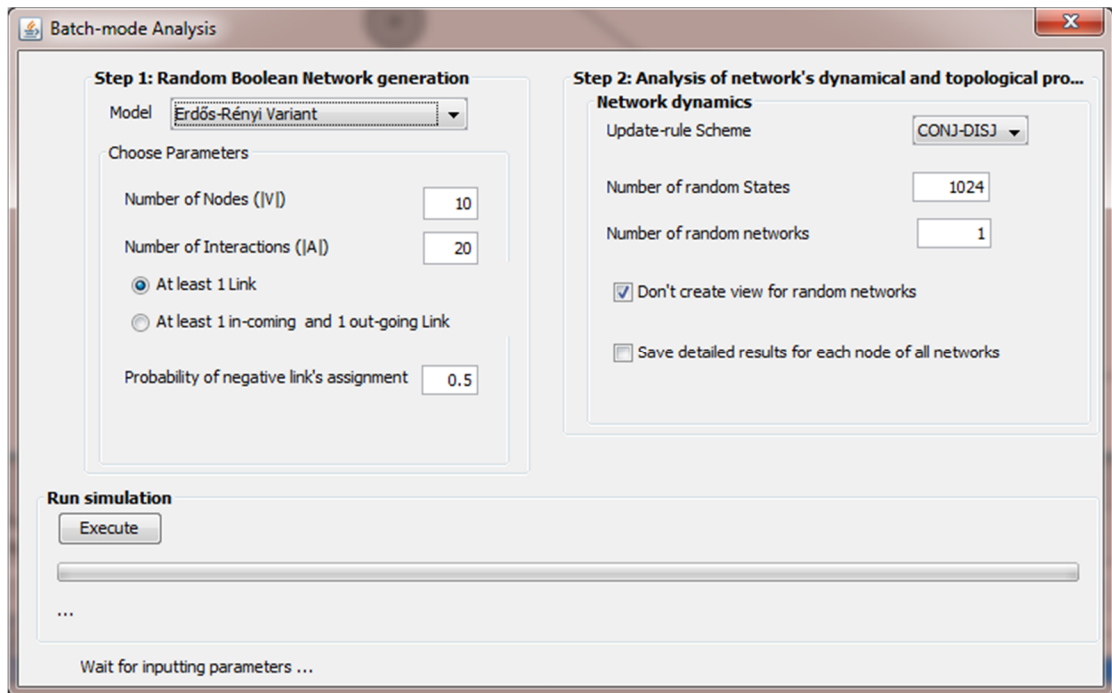 Batch-mode Analysis
Step 1: Random Boolean Network generation
Model Erdős-Rényi Variant
Choose Parameters
Number of Nodes (|V|) 10
Number of Interactions (|A|) 20
At least 1 Link
At least 1 in-coming and 1 out-going Link
Probability of negative link's assignment 0.5
Step 2: Analysis of network's dynamical and topological pro...
Network dynamics
Update-rule Scheme CONJ-DISJ
Number of random States 1024
Number of random networks 1
Don't create view for random networks
Save detailed results for each node of all networks
Run simulation
Execute
...
Wait for inputting parameters ...